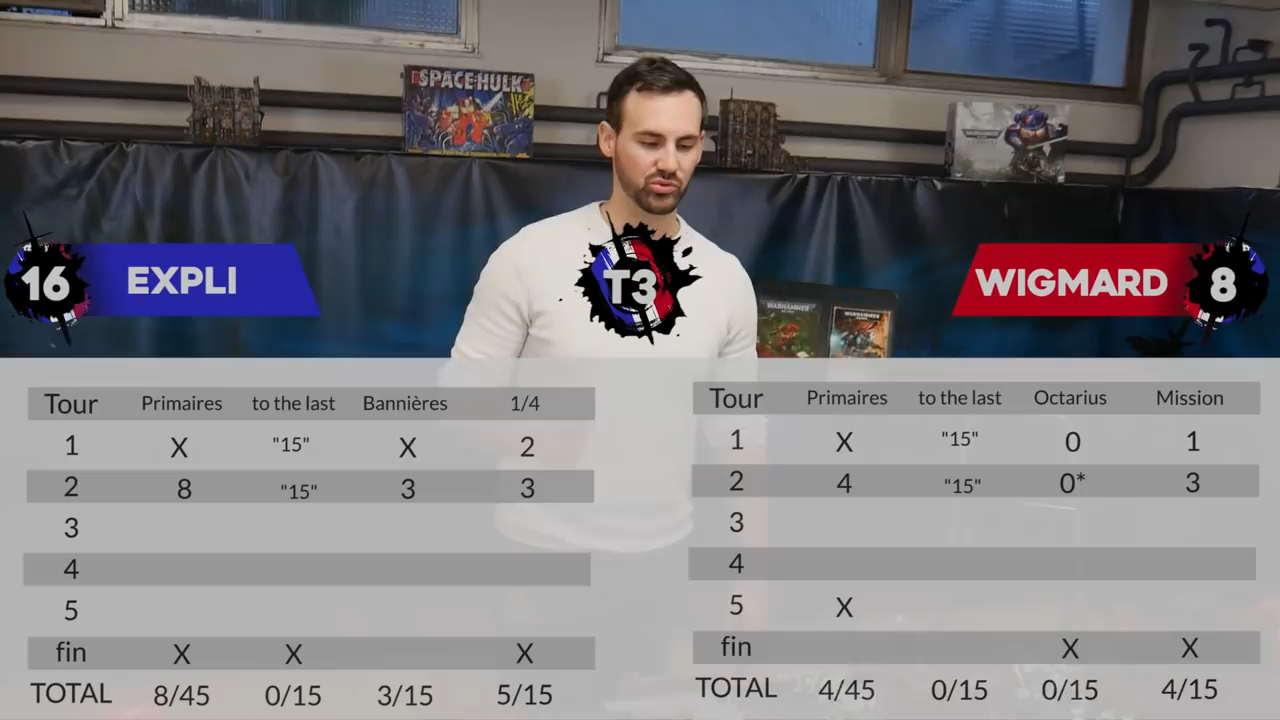 SPACE HULK
WARHAMMER
16 EXPLI T3 WIGMARD 8
Tour Primaires to the last Bannières 1/4
1 X "15" X 2
2 8 "15" 3 3
3
4
5
fin X X X
TOTAL 8/45 0/15 3/15 5/15
Tour Primaires to the last Octarius Mission
1 X "15" 0 1
2 4 "15" 0* 3
3
4
5 X
fin X X
TOTAL 4/45 0/15 0/15 4/15